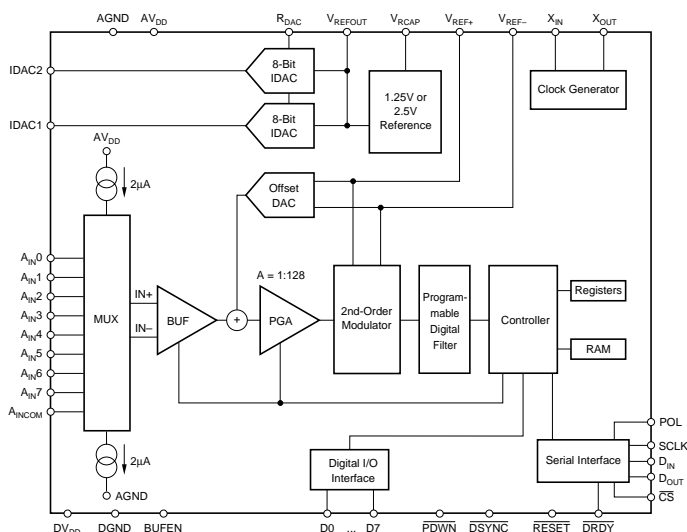 AGND AVDD RDAC VREFOUT VRCAP VREF+ VREF– XIN XOUT
IDAC2
8-Bit
IDAC
IDAC1
8-Bit
IDAC
1.25V or
2.5V
Reference
Clock Generator
AVDD
2µA
Offset
DAC
AIN0
AIN1
AIN2
AIN3
AIN4
AIN5
AIN6
AIN7
AINCOM
MUX
IN+
IN–
BUF
+
A = 1:128
PGA
2nd-Order
Modulator
Program-
mable
Digital
Filter
Controller
Registers
RAM
2µA
AGND
Digital I/O
Interface
Serial Interface
POL
SCLK
DIN
DOUT
CS
DVDD DGND BUFEN D0 ... D7 PDWN DSYNC RESET DRDY